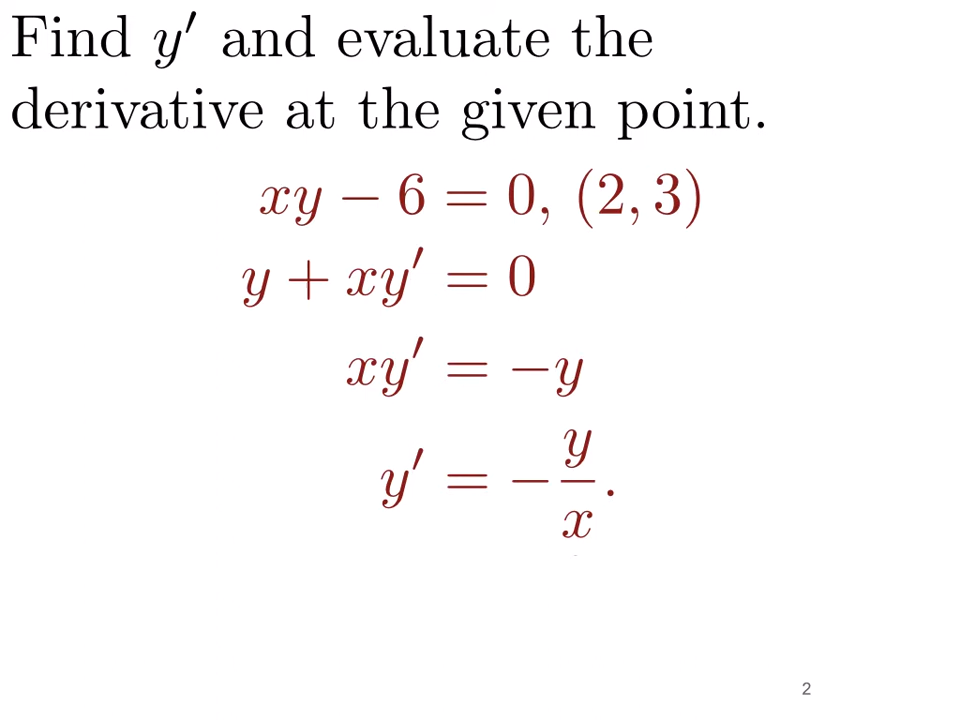 Find y′ and evaluate the
derivative at the given point.
xy − 6 = 0, (2, 3)
y + xy′ = 0
xy′ = −y
y′ = −y/x.
2